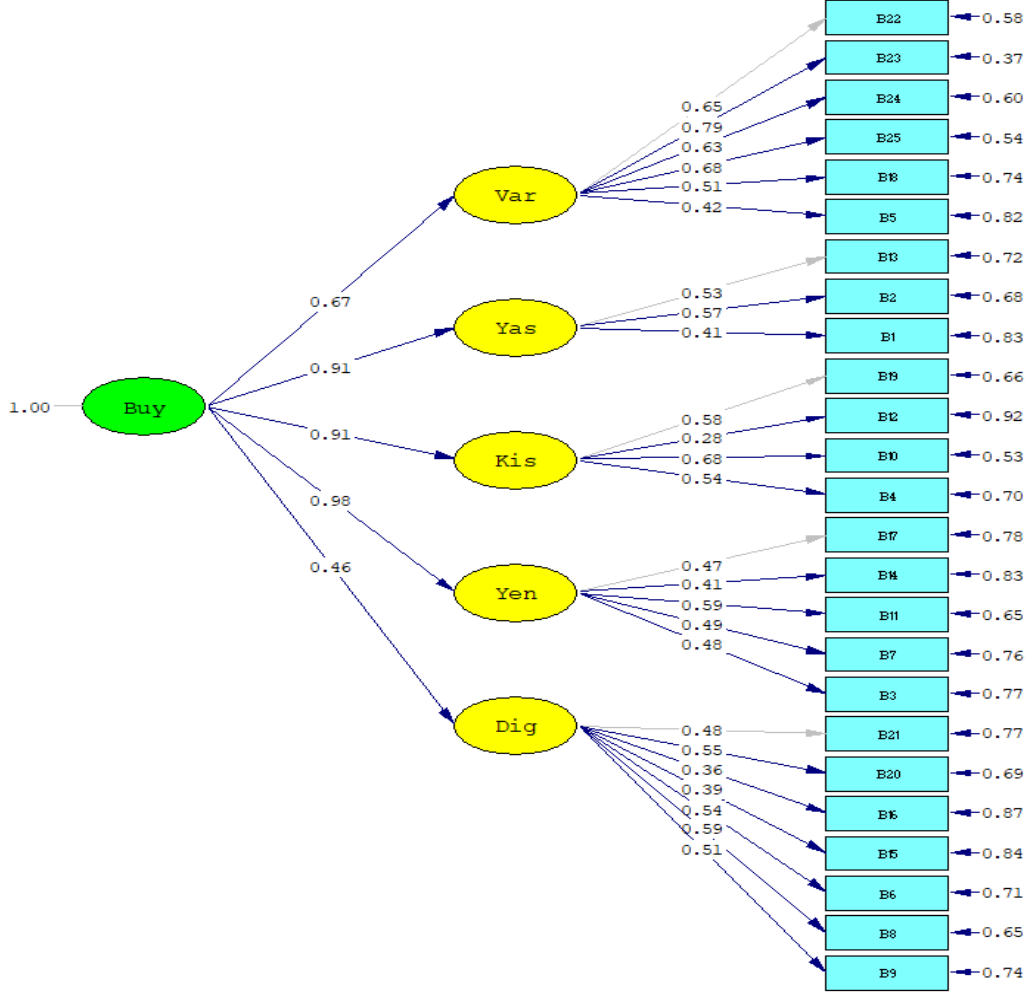 B22 0.58
B23 0.37
B24 0.60
0.65
0.79
0.63
B25 0.54
0.68
B18 0.74
0.51
Var
0.42
B5 0.82
B13 0.72
0.53
B2 0.68
0.67
0.57
Yas
0.41
B1 0.83
0.91
B19 0.66
1.00
Buy
0.58
B12 0.92
0.91
0.28
Kis
0.68
B10 0.53
0.54
B4 0.70
0.98
B17 0.78
0.46
0.47
B14 0.83
0.41
Yen
0.59
B11 0.65
0.49
0.48
B7 0.76
B3 0.77
Dig
0.48
B21 0.77
0.55
0.36
B20 0.69
0.39
0.54
B16 0.87
0.59
0.51
B15 0.84
B6 0.71
B8 0.65
B9 0.74